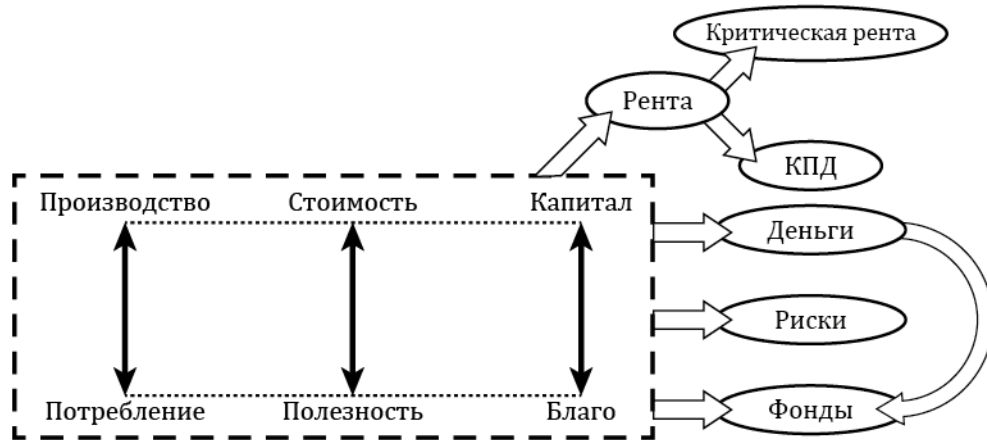 Критическая рента
Рента
КПД
Производство Стоимость Капитал
Деньги
Риски
Потребление Полезность Благо
Фонды